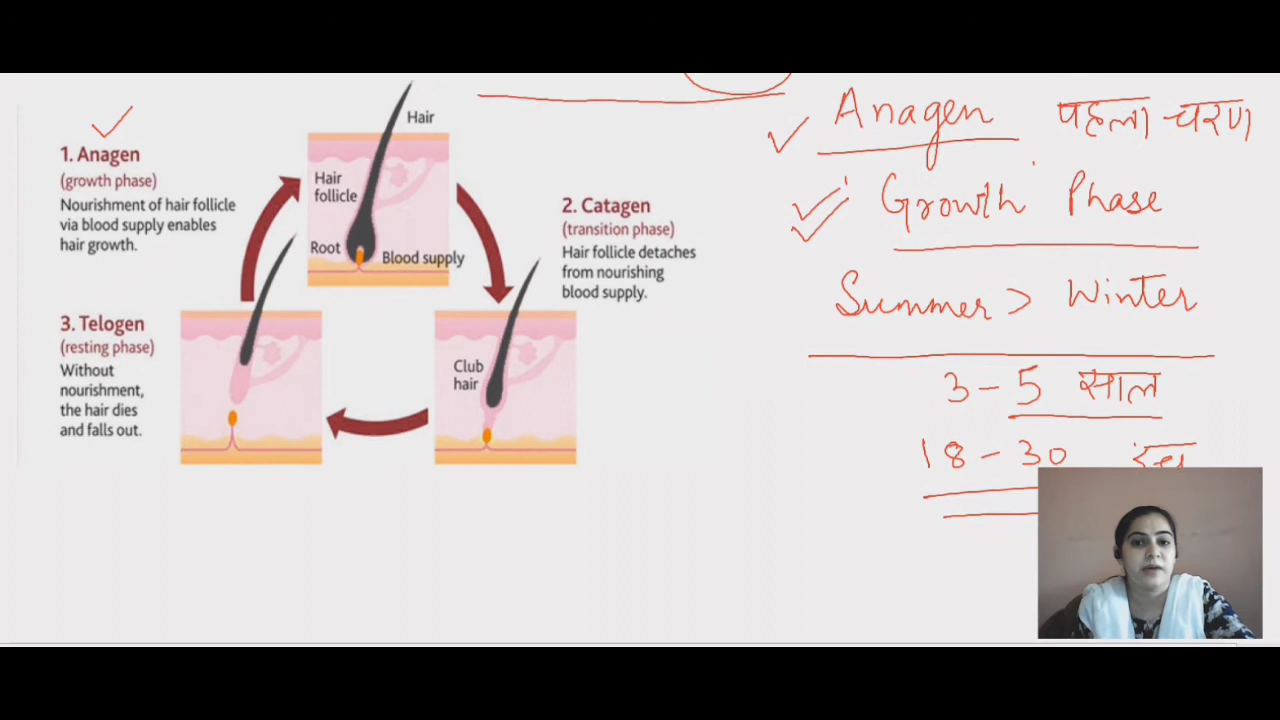 1. Anagen
(growth phase)
Nourishment of hair follicle
via blood supply enables
hair growth.
Hair
Hair
follicle
Root
Blood supply
2. Catagen
(transition phase)
Hair follicle detaches
from nourishing
blood supply.
Club
hair
3. Telogen
(resting phase)
Without
nourishment,
the hair dies
and falls out.
Anagen पहला चरण
Growth Phase
Summer > Winter
3 - 5 साल
18 - 30